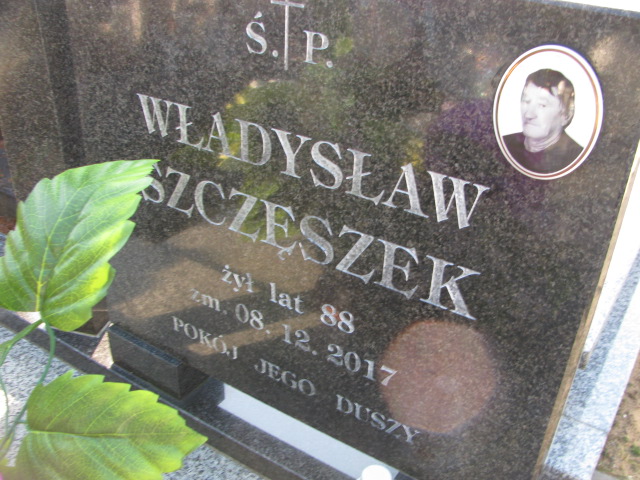 Ś. P.
WŁADYSŁAW
SZCZĘSZEK
żył lat 88
zm. 08. 12. 2017
POKÓJ JEGO DUSZY